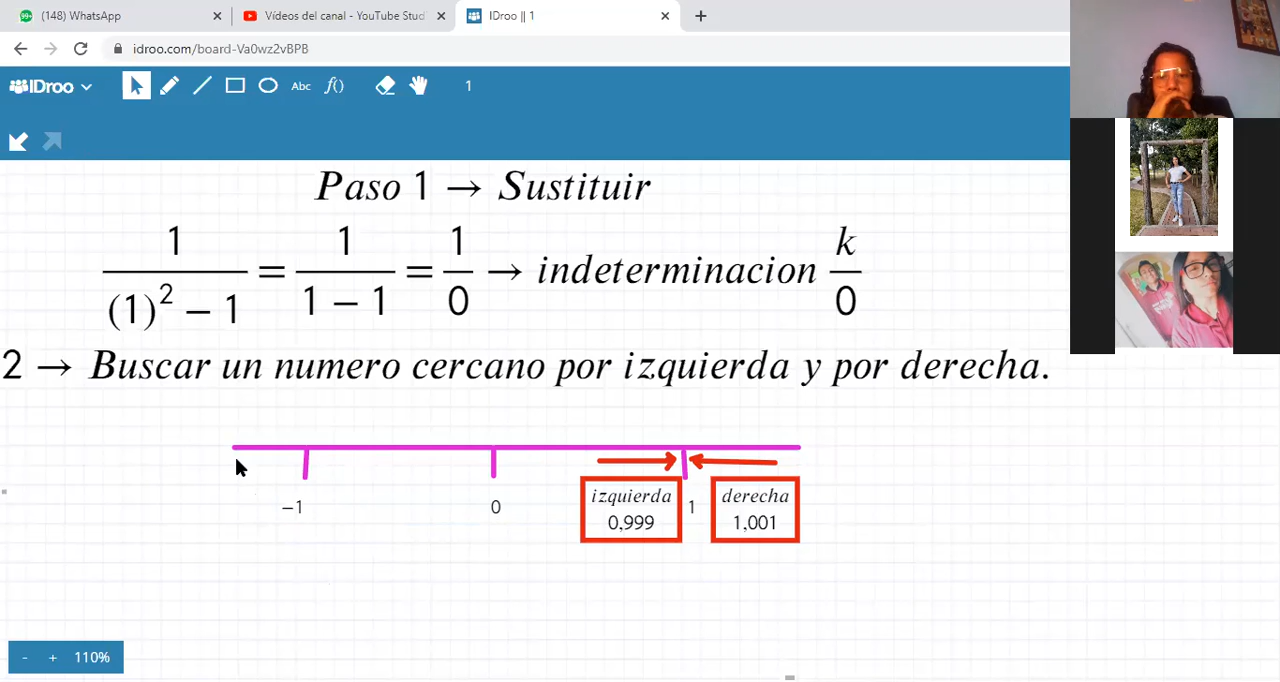 99+ (148) WhatsApp
Vídeos del canal - YouTube Stud
IDroo || 1
idroo.com/board-Va0wz2vBPB
IDroo Abc f() 1
Paso 1 → Sustituir
1/((1)² − 1) = 1/(1 − 1) = 1/0 → indeterminacion k/0
2 → Buscar un numero cercano por izquierda y por derecha.
−1 0 izquierda 0,999 1 derecha 1,001
- + 110%